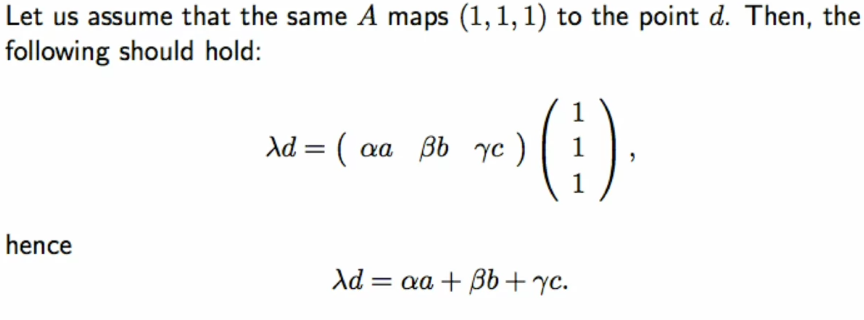 Let us assume that the same A maps (1, 1, 1) to the point d. Then, the
following should hold:
λd = ( αa βb γc ) ( 1 1 1 ) ,
hence
λd = αa + βb + γc.